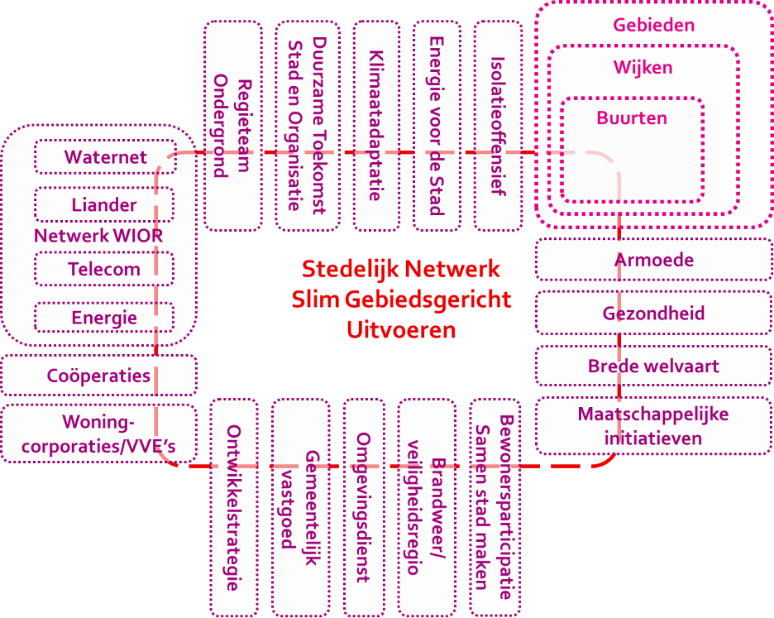 Regieteam
Ondergrond
Duurzame Toekomst
Stad en Organisatie
Klimaatadaptatie
Energie voor de Stad
Isolatieoffensief
Gebieden
Wijken
Buurten
Waternet
Liander
Netwerk WIOR
Telecom
Energie
Coöperaties
Woning-
corporaties/VVE's
Stedelijk Netwerk
Slim Gebiedsgericht
Uitvoeren
Armoede
Gezondheid
Brede welvaart
Maatschappelijke
initiatieven
Ontwikkelstrategie
Gemeentelijk
vastgoed
Omgevingsdienst
Brandweer/
veiligheidsregio
Bewonersparticipatie
Samen stad maken